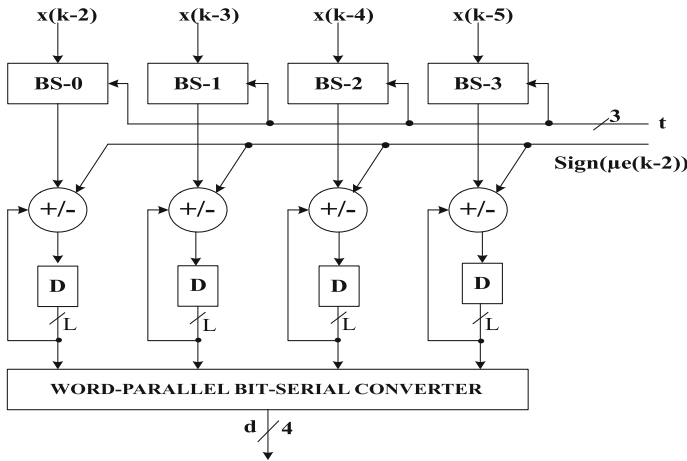 x(k-2) x(k-3) x(k-4) x(k-5)
BS-0 BS-1 BS-2 BS-3
3
t
Sign(μe(k-2))
+/- +/- +/- +/-
D D D D
L L L L
WORD-PARALLEL BIT-SERIAL CONVERTER
d 4